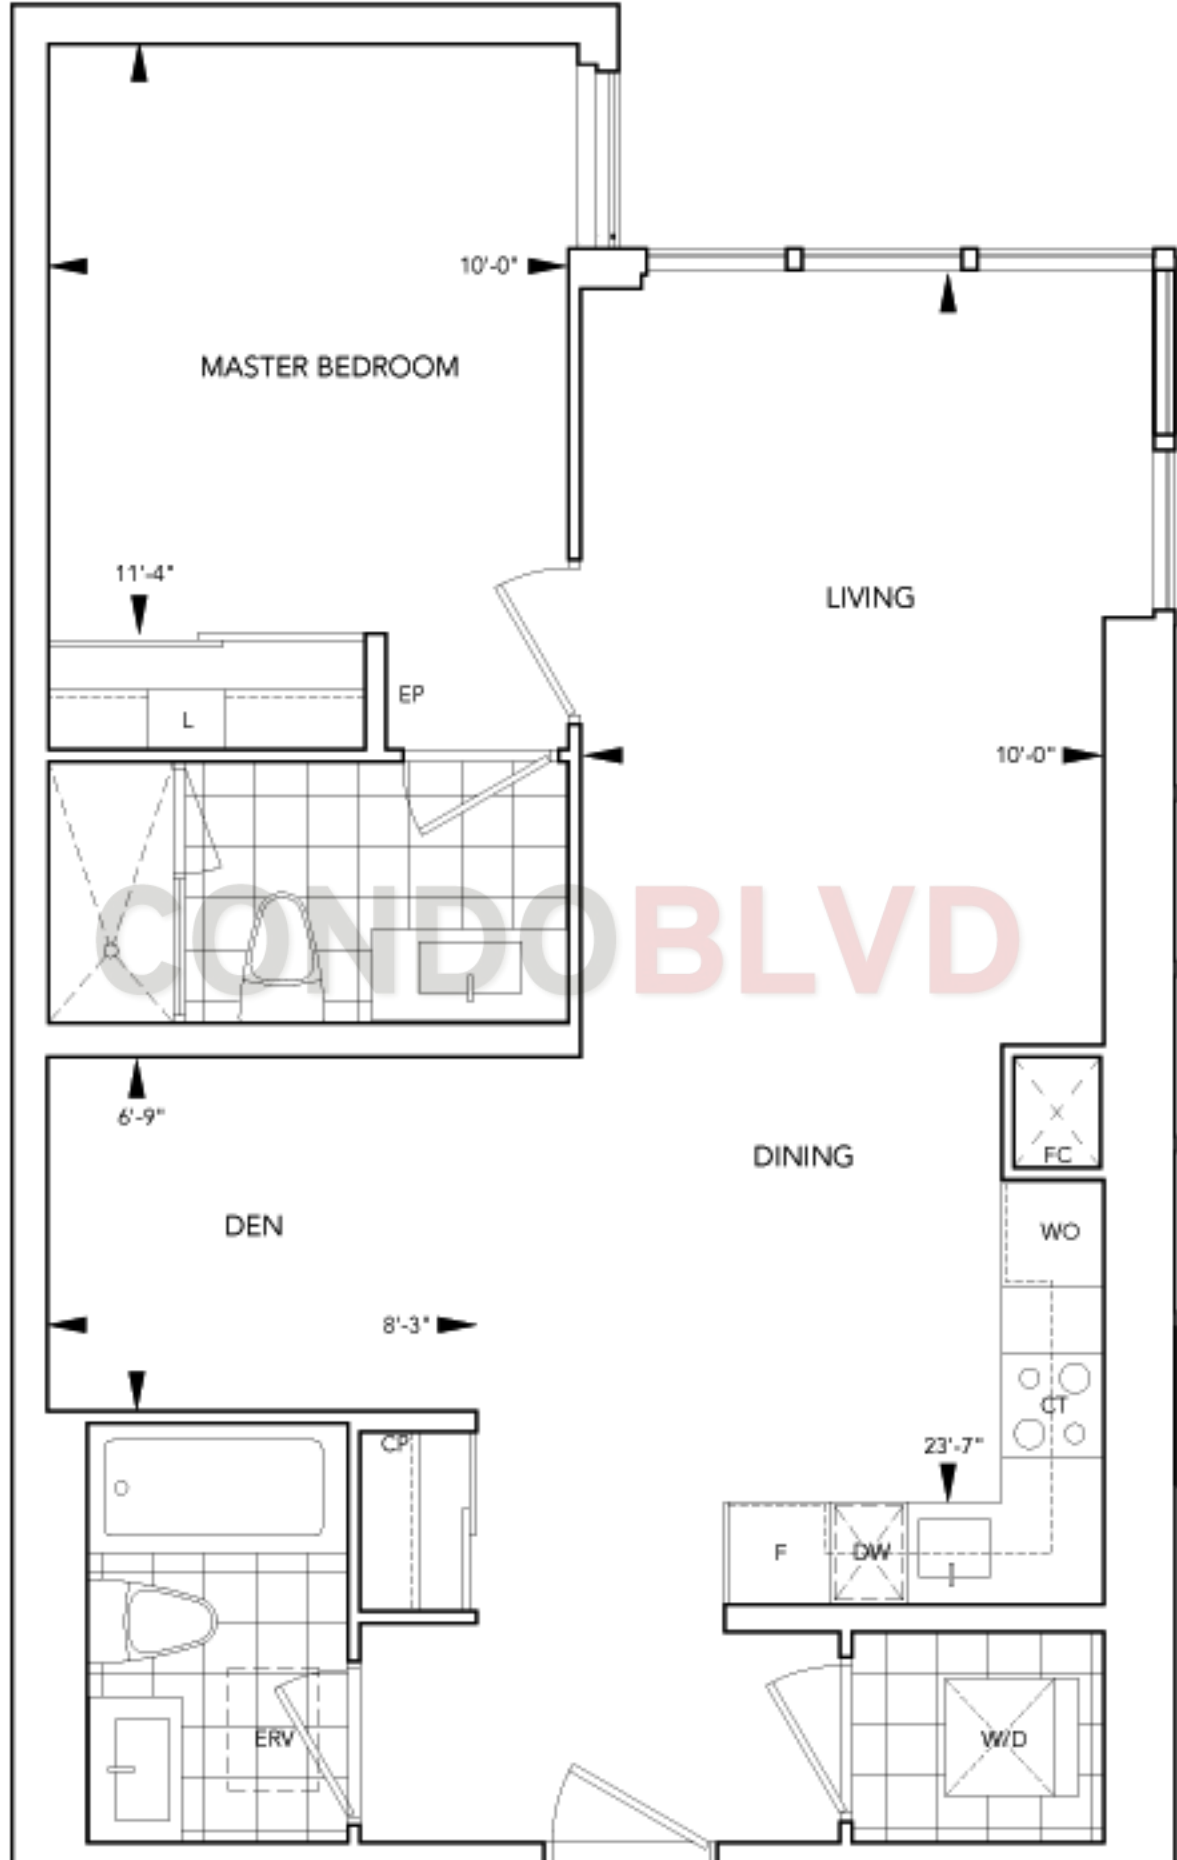 10'-0"
MASTER BEDROOM
11'-4"
LIVING
EP
L
10'-0"
CONDOBLVD
6'-9"
DINING
FC
DEN
WO
8'-3"
CT
CP
23'-7"
F
DW
ERV
W/D